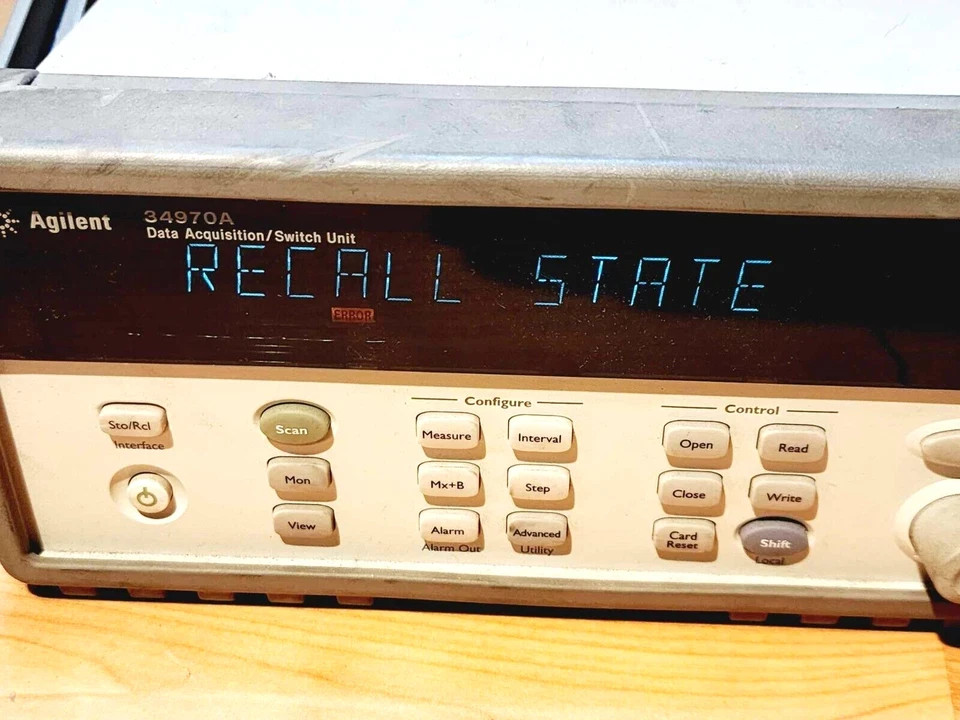 Agilent 34970A
Data Acquisition/Switch Unit
RECALL STATE
ERROR
Configure
Control
Sto/Rcl
Interface
Scan
Mon
View
Measure
Interval
Mx+B
Step
Alarm
Alarm Out
Advanced
Utility
Open
Read
Close
Write
Card
Reset
Shift
Local